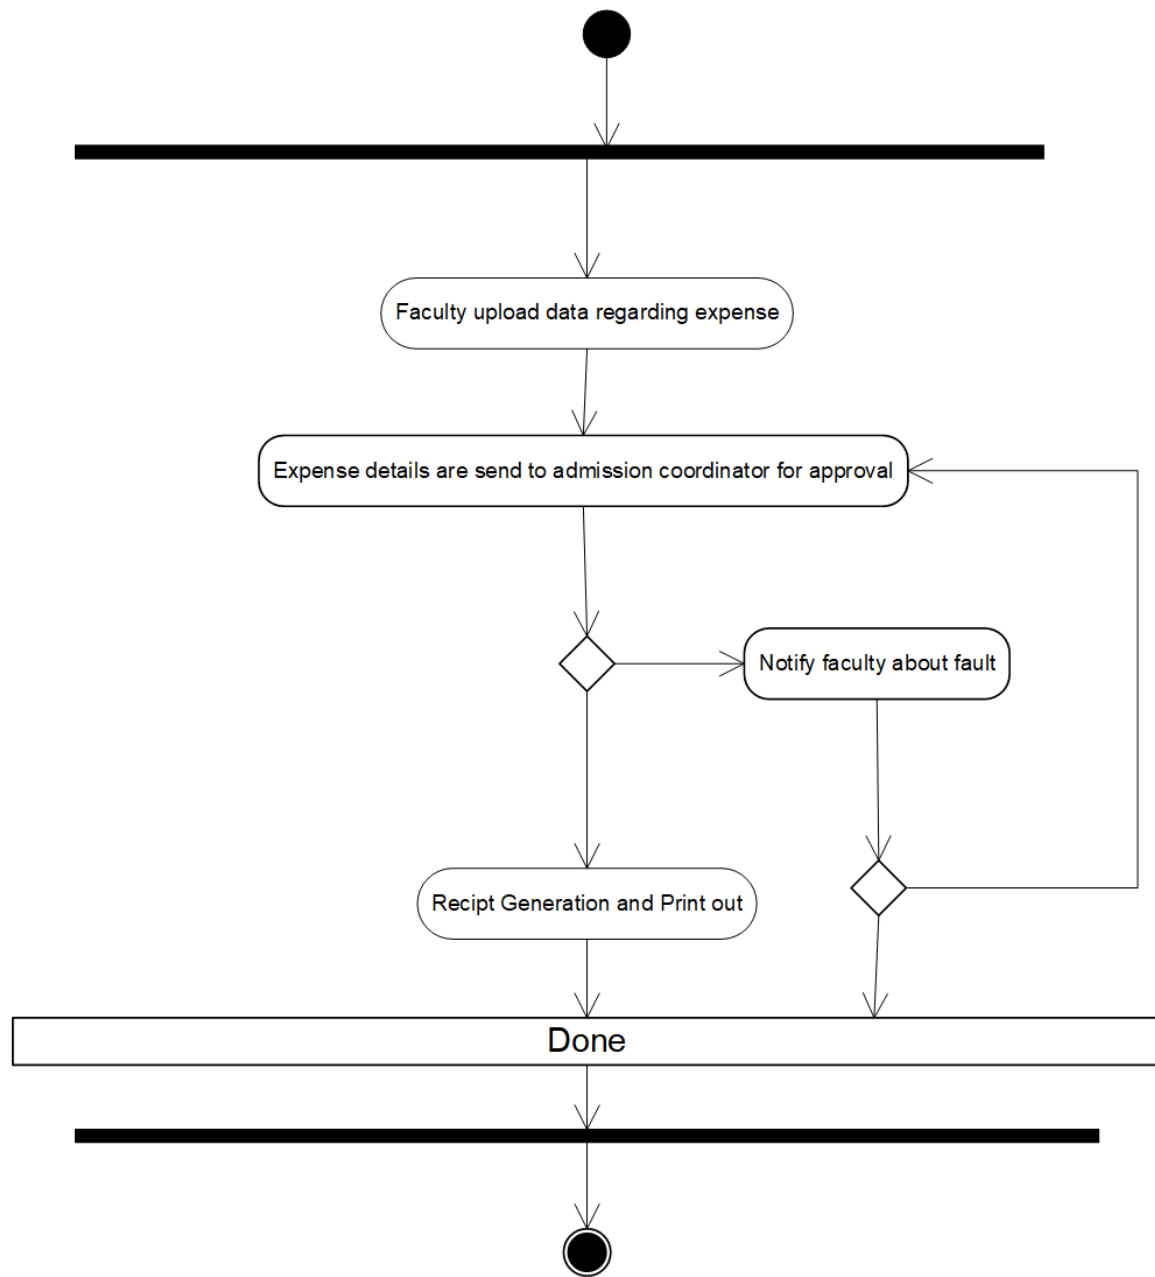 Faculty upload data regarding expense
Expense details are send to admission coordinator for approval
Notify faculty about fault
Recipt Generation and Print out
Done